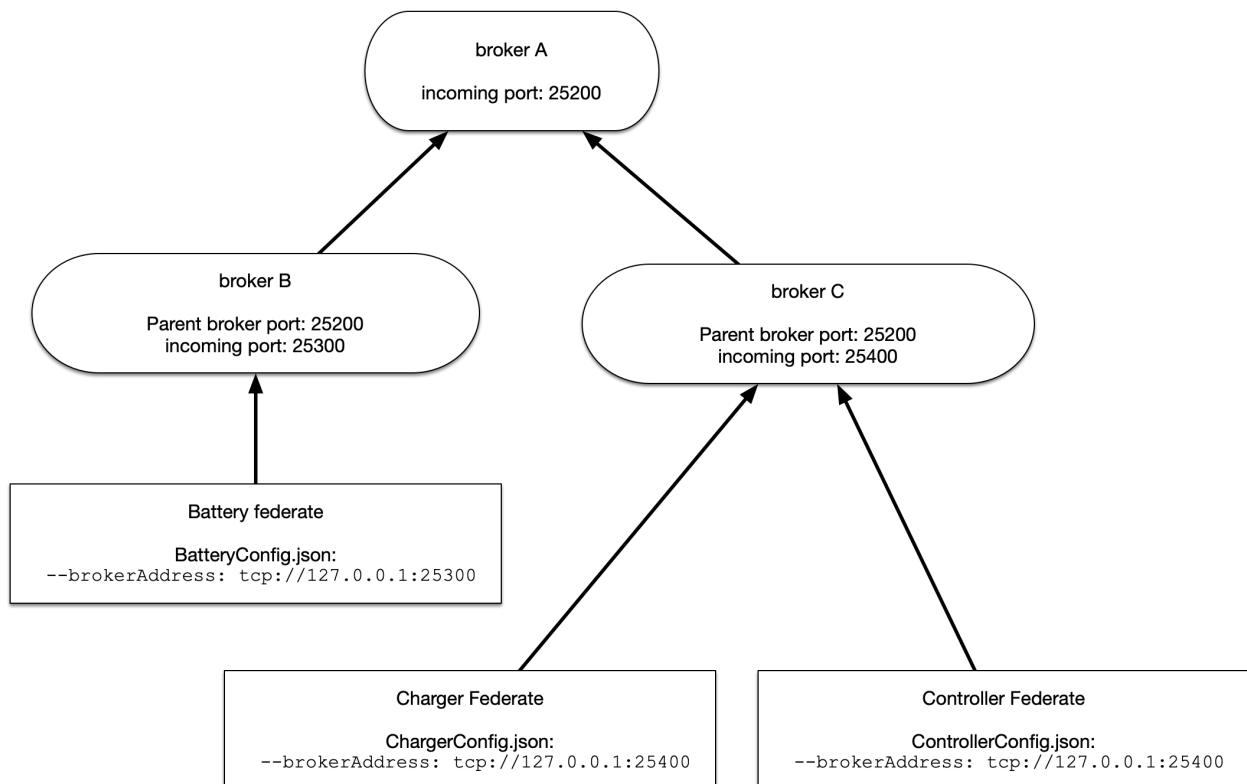 broker A
incoming port: 25200
broker B
Parent broker port: 25200
incoming port: 25300
broker C
Parent broker port: 25200
incoming port: 25400
Battery federate
BatteryConfig.json:
--brokerAddress: tcp://127.0.0.1:25300
Charger Federate
ChargerConfig.json:
--brokerAddress: tcp://127.0.0.1:25400
Controller Federate
ControllerConfig.json:
--brokerAddress: tcp://127.0.0.1:25400